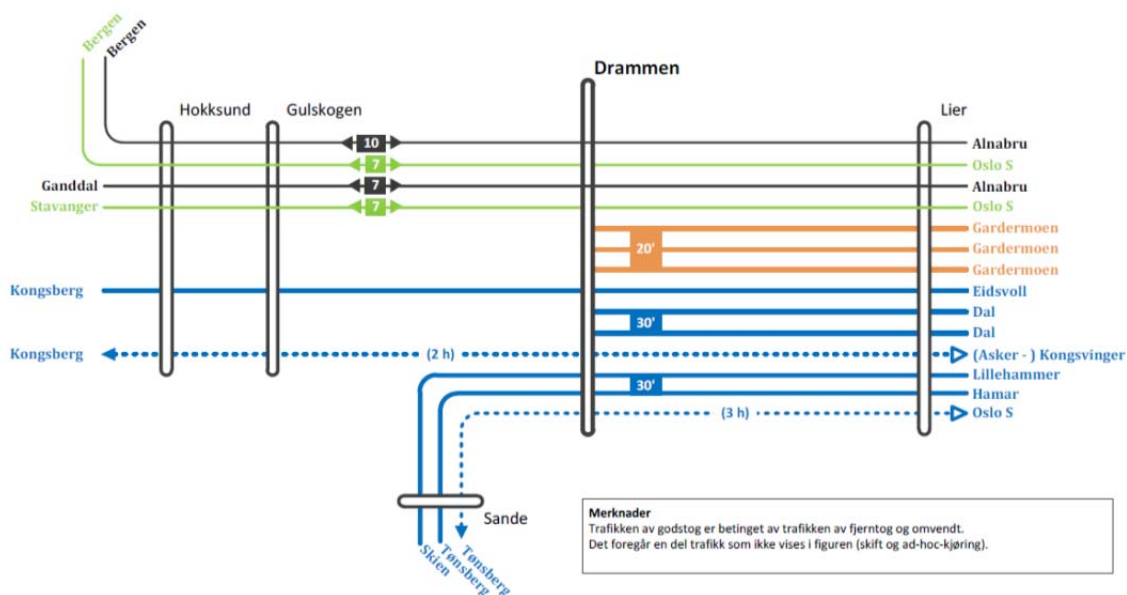 Bergen
Bergen
Drammen
Hokksund
Gulskogen
Lier
10
Alnabru
7
Oslo S
Ganddal
7
Alnabru
Stavanger
7
Oslo S
Gardermoen
20'
Gardermoen
Gardermoen
Kongsberg
Eidsvoll
Dal
30'
Dal
Kongsberg
(2 h)
(Asker - ) Kongsvinger
Lillehammer
30'
Hamar
(3 h)
Oslo S
Sande
Skien
Tønsberg
Tønsberg
Merknader
Trafikken av godstog er betinget av trafikken av fjerntog og omvendt.
Det foregår en del trafikk som ikke vises i figuren (skift og ad-hoc-kjøring).